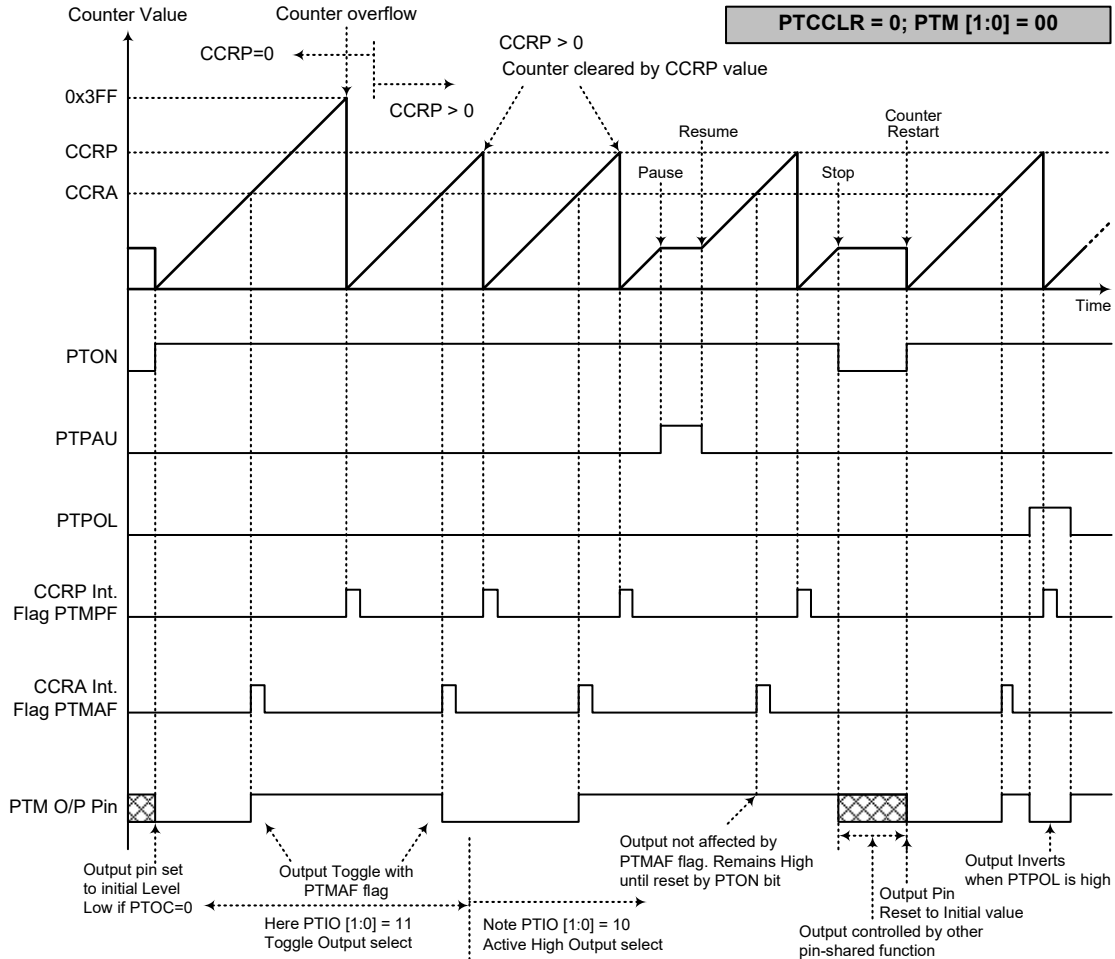 Counter Value
Counter overflow
PTCCLR = 0; PTM [1:0] = 00
CCRP=0
CCRP > 0
CCRP > 0
Counter cleared by CCRP value
0x3FF
CCRP
CCRA
Pause
Resume
Stop
Counter
Restart
Time
PTON
PTPAU
PTPOL
CCRP Int.
Flag PTMPF
CCRA Int.
Flag PTMAF
PTM O/P Pin
Output pin set
to initial Level
Low if PTOC=0
Output Toggle with
PTMAF flag
Here PTIO [1:0] = 11
Toggle Output select
Note PTIO [1:0] = 10
Active High Output select
Output not affected by
PTMAF flag. Remains High
until reset by PTON bit
Output Pin
Reset to Initial value
Output controlled by other
pin-shared function
Output Inverts
when PTPOL is high